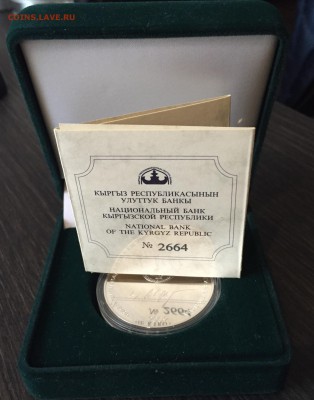 COINS.LAVE.RU
КЫРГЫЗ РЕСПУБЛИКАСЫНЫН
УЛУТТУК БАНКЫ
НАЦИОНАЛЬНЫЙ БАНК
КЫРГЫЗСКОЙ РЕСПУБЛИКИ
NATIONAL BANK
OF THE KYRGYZ REPUBLIC
№ 2664